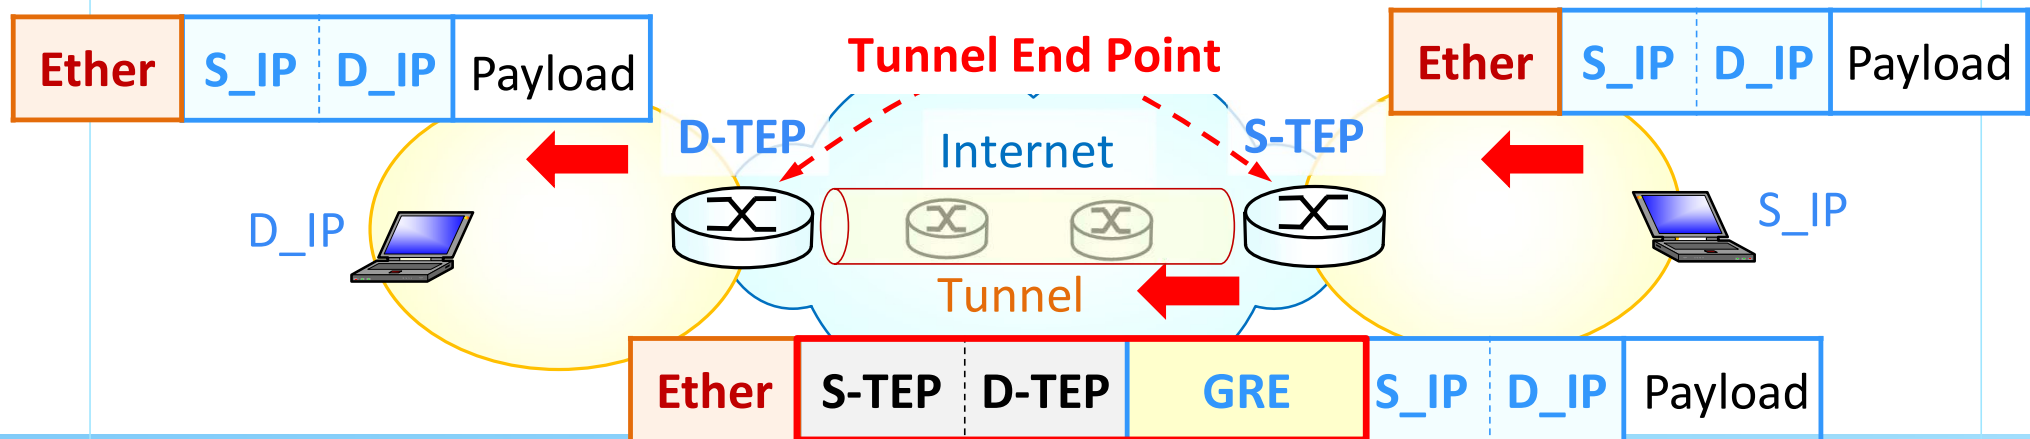 Ether S_IP D_IP Payload
Tunnel End Point
Ether S_IP D_IP Payload
D-TEP
Internet
S-TEP
D_IP
S_IP
Tunnel
Ether S-TEP D-TEP GRE S_IP D_IP Payload